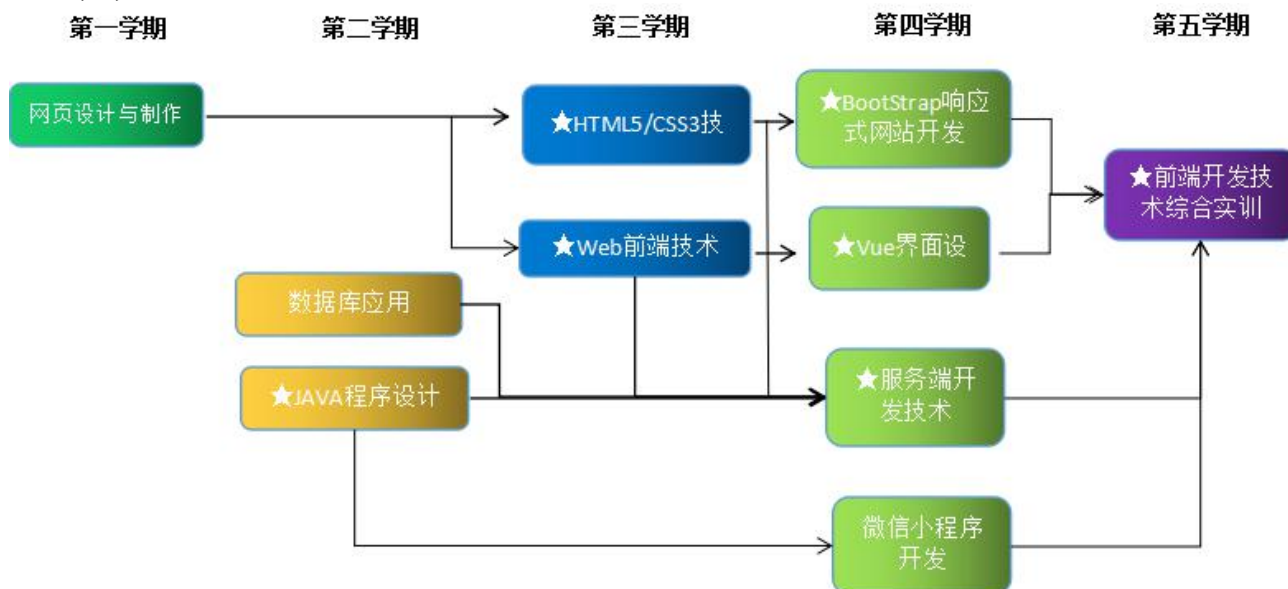 第一学期 第二学期 第三学期 第四学期 第五学期
网页设计与制作
★HTML5/CSS3技
★BootStrap响应
式网站开发
★前端开发技
术综合实训
★Web前端技术
★Vue界面设
数据库应用
★JAVA程序设计
★服务端开
发技术
微信小程序
开发